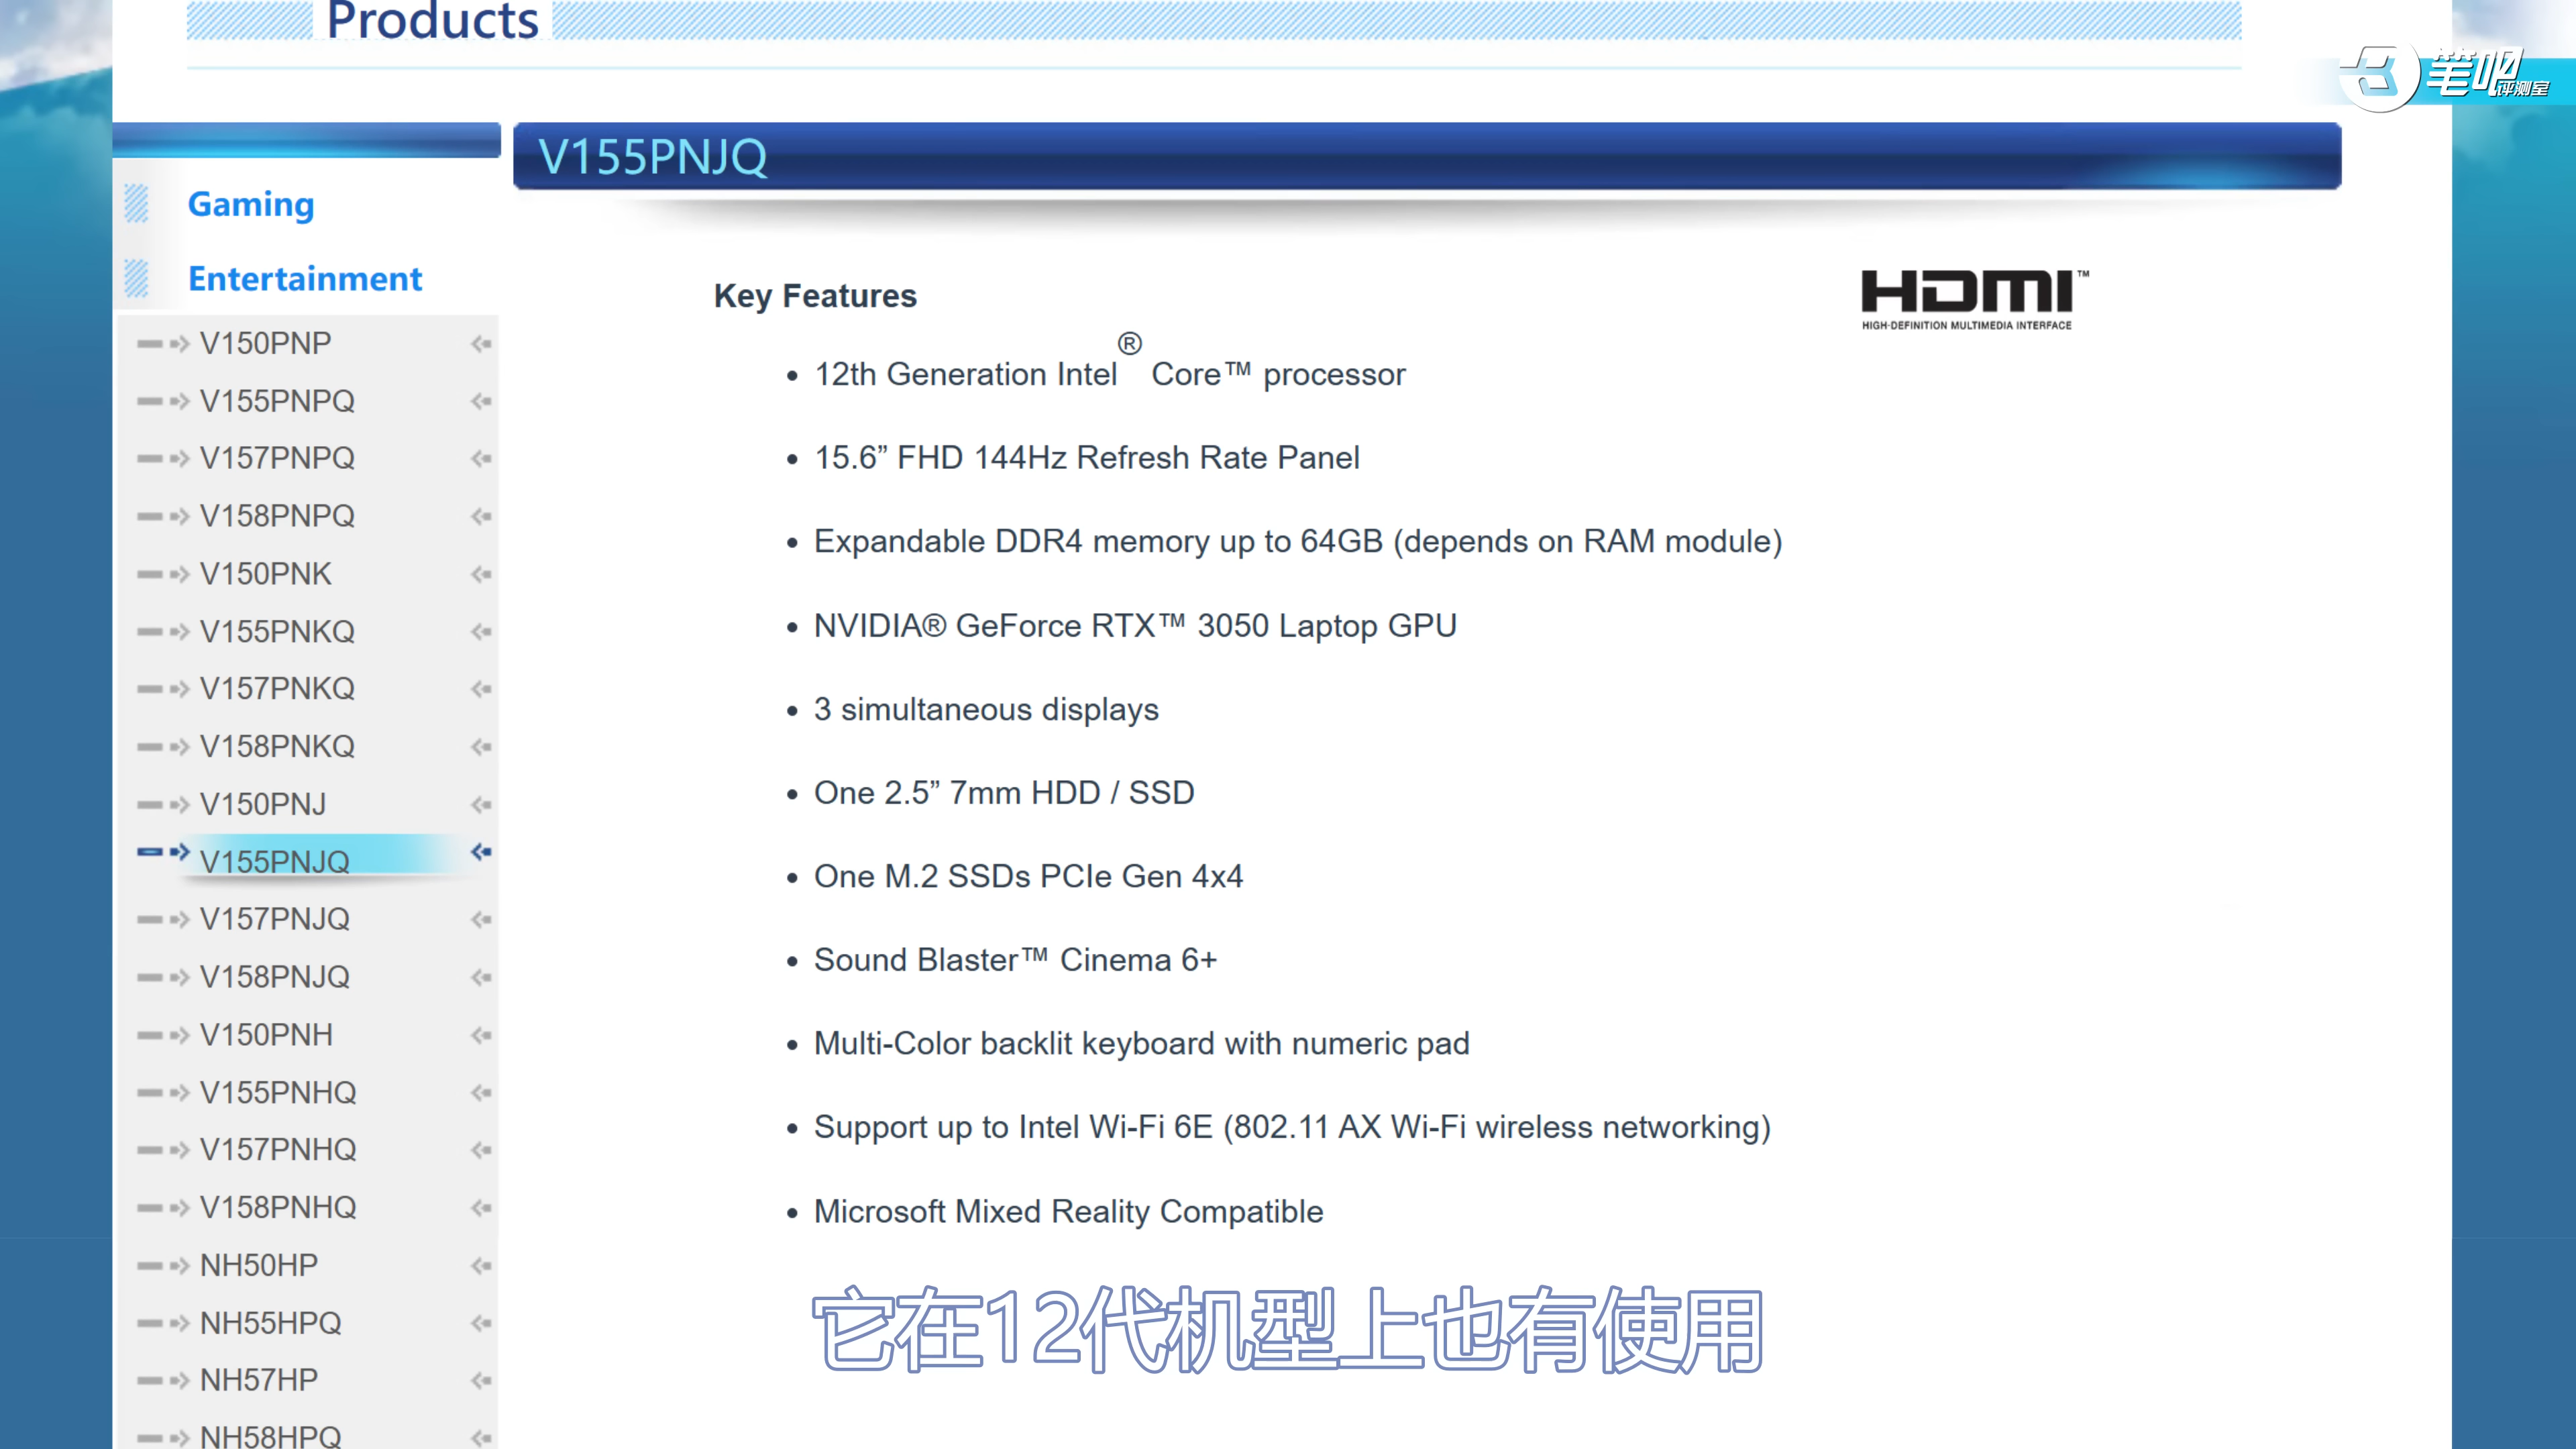 Products
笔吧评测室
V155PNJQ
Gaming
Entertainment
V150PNP
V155PNPQ
V157PNPQ
V158PNPQ
V150PNK
V155PNKQ
V157PNKQ
V158PNKQ
V150PNJ
V155PNJQ
V157PNJQ
V158PNJQ
V150PNH
V155PNHQ
V157PNHQ
V158PNHQ
NH50HP
NH55HPQ
NH57HP
NH58HPQ
Key Features
HDMI™
HIGH-DEFINITION MULTIMEDIA INTERFACE
• 12th Generation Intel® Core™ processor
• 15.6” FHD 144Hz Refresh Rate Panel
• Expandable DDR4 memory up to 64GB (depends on RAM module)
• NVIDIA® GeForce RTX™ 3050 Laptop GPU
• 3 simultaneous displays
• One 2.5” 7mm HDD / SSD
• One M.2 SSDs PCIe Gen 4x4
• Sound Blaster™ Cinema 6+
• Multi-Color backlit keyboard with numeric pad
• Support up to Intel Wi-Fi 6E (802.11 AX Wi-Fi wireless networking)
• Microsoft Mixed Reality Compatible
它在12代机型上也有使用